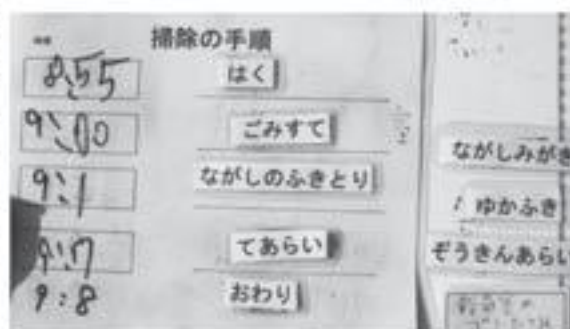 掃除の手順
8:55 はく
9:00 ごみすて
9:1 ながしのふきとり
9:7 てあらい
9:8 おわり
ながしみがき
ゆかふき
ぞうきんあらい